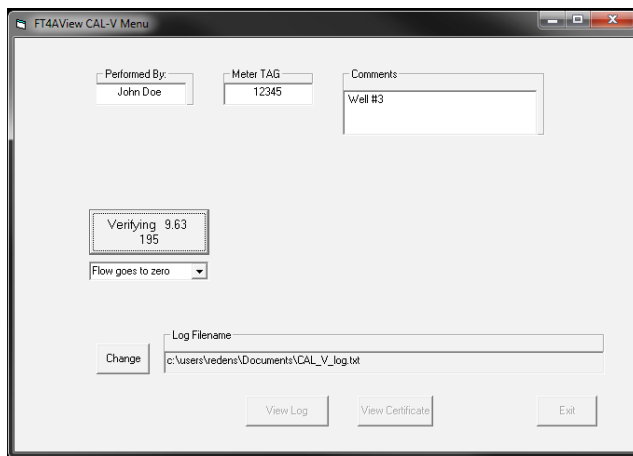 FT4AView CAL-V Menu
Performed By:
John Doe
Meter TAG
12345
Comments
Well #3
Verifying 9.63
195
Flow goes to zero
Change
Log Filename
c:\users\redens\Documents\CAL_V_log.txt
View Log
View Certificate
Exit